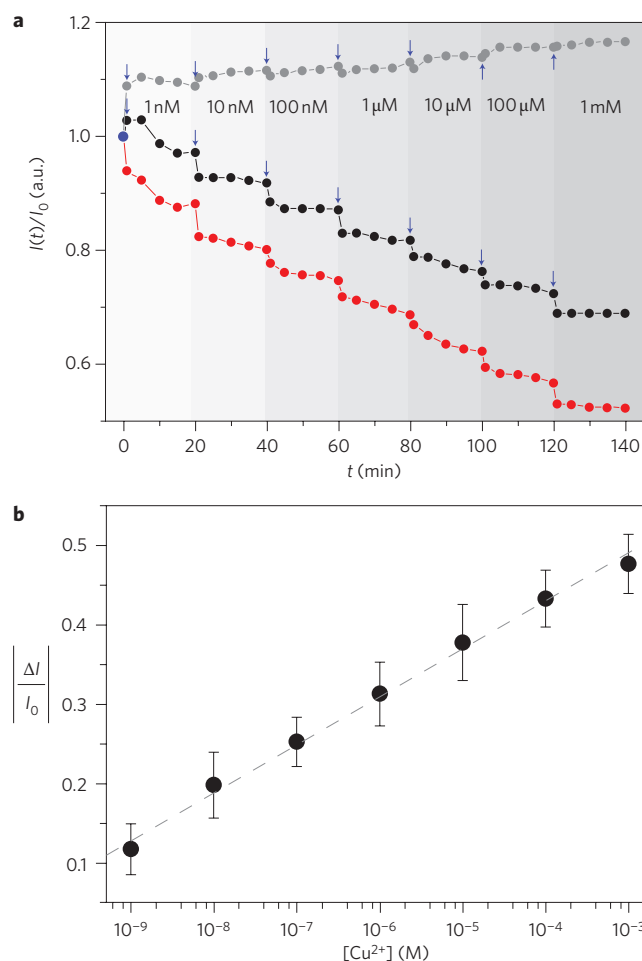 a
1.2
1.0
0.8
0.6
I(t)/I₀ (a.u.)
1 nM 10 nM 100 nM 1 μM 10 μM 100 μM 1 mM
0 20 40 60 80 100 120 140
t (min)
b
0.5
0.4
0.3
0.2
0.1
|ΔI/I₀|
10⁻⁹ 10⁻⁸ 10⁻⁷ 10⁻⁶ 10⁻⁵ 10⁻⁴ 10⁻³
[Cu²⁺] (M)